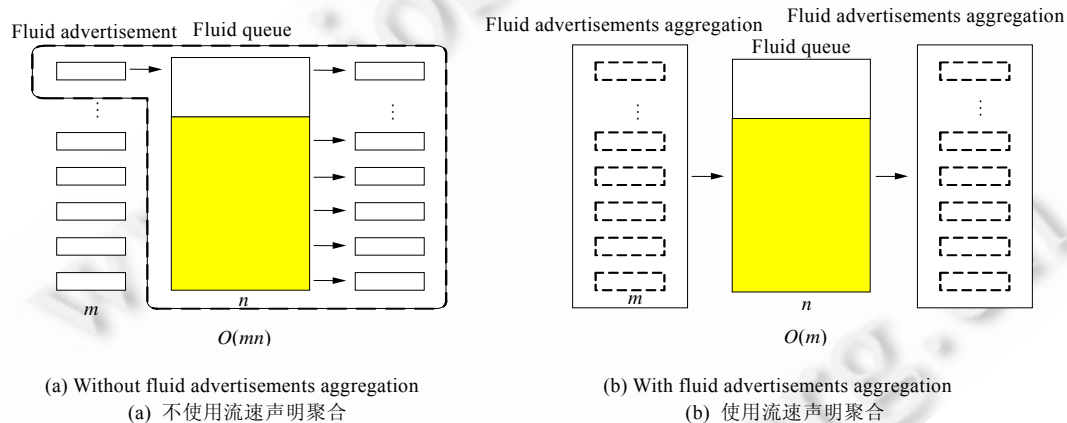 Fluid advertisement
Fluid queue
⋮
⋮
m
n
O(mn)
(a) Without fluid advertisements aggregation
(a) 不使用流速声明聚合
Fluid advertisements aggregation
Fluid advertisements aggregation
Fluid queue
⋮
⋮
m
n
O(m)
(b) With fluid advertisements aggregation
(b) 使用流速声明聚合